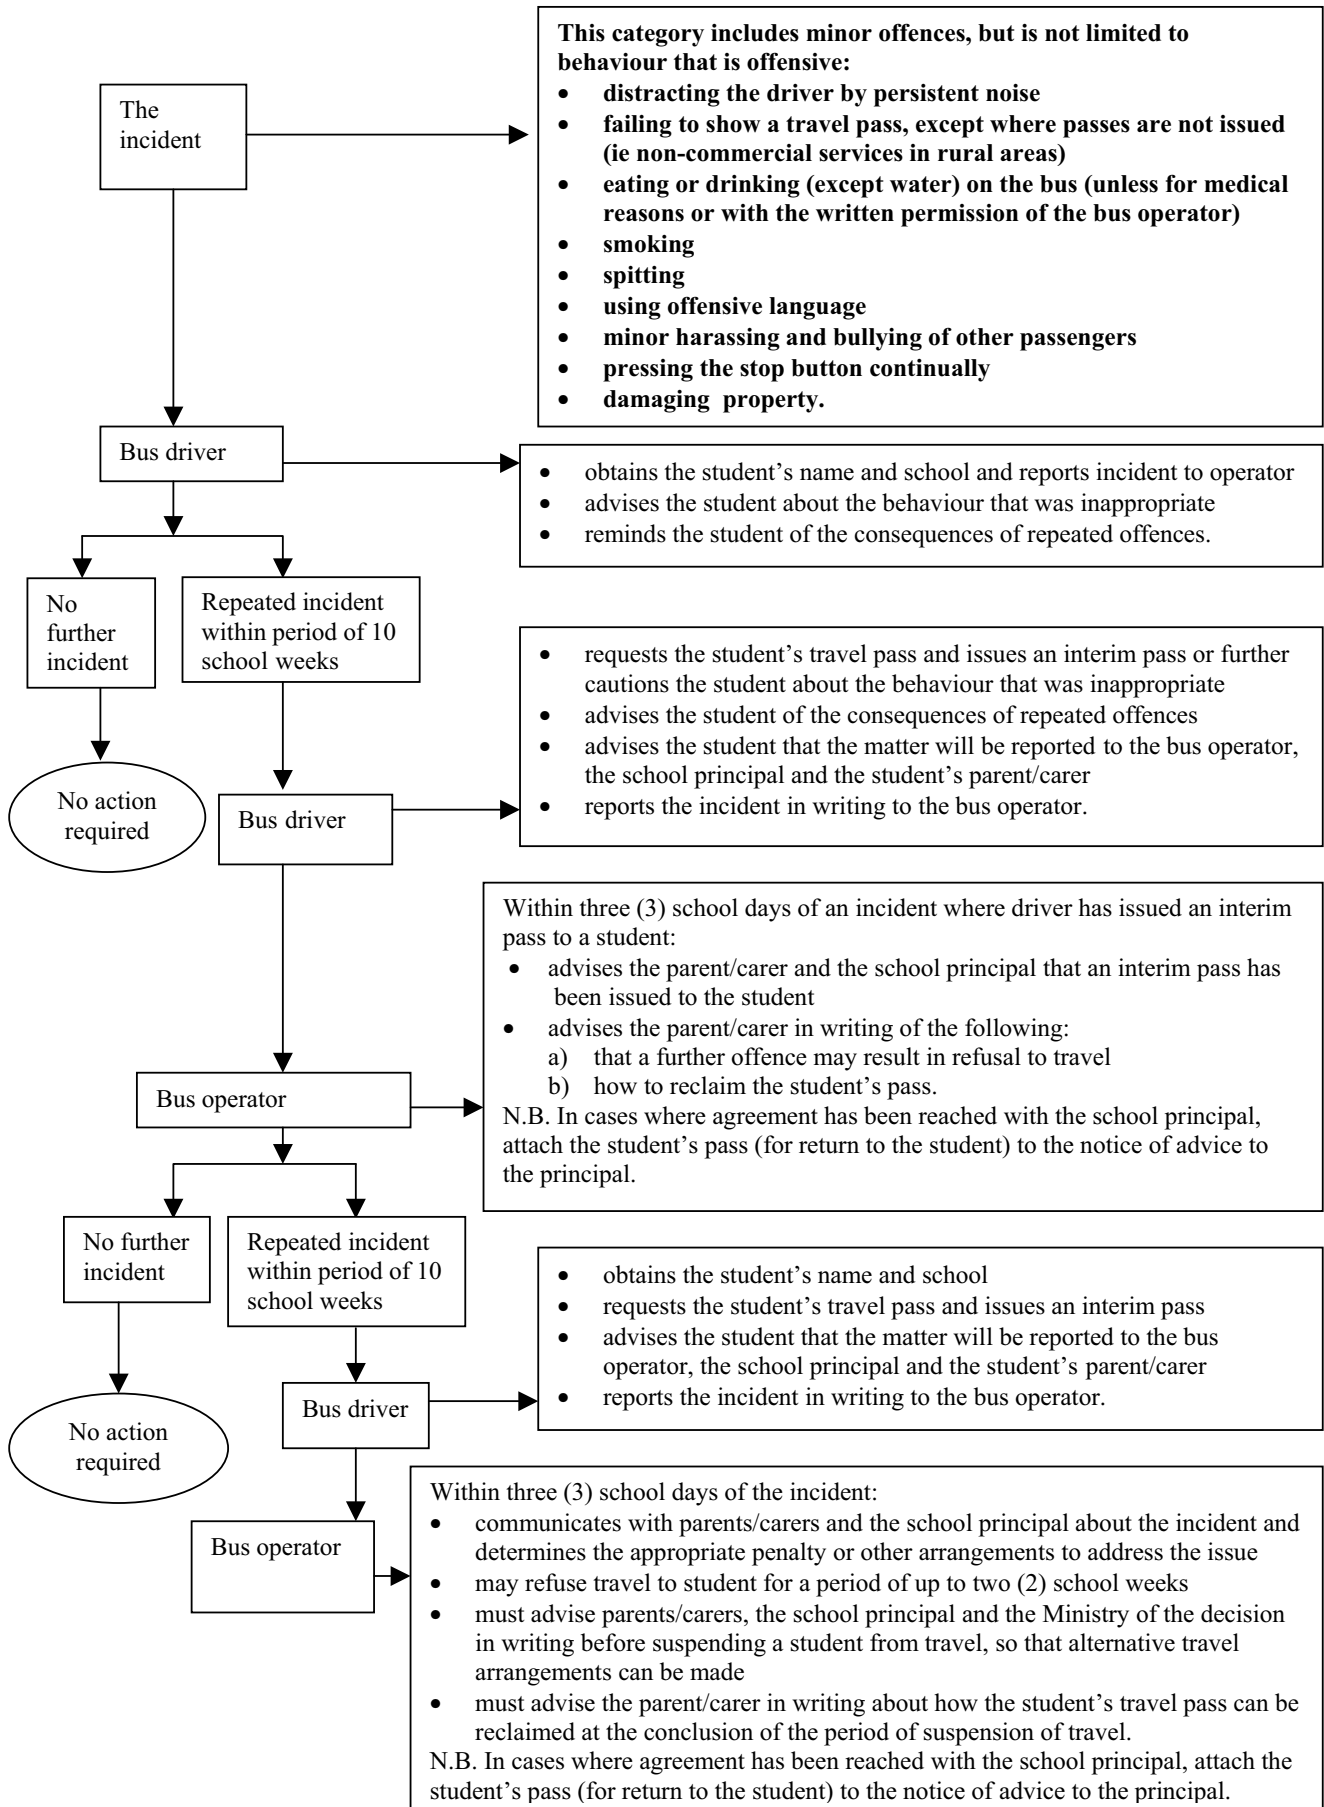 This category includes minor offences, but is not limited to
behaviour that is offensive:
• distracting the driver by persistent noise
• failing to show a travel pass, except where passes are not issued
(ie non-commercial services in rural areas)
• eating or drinking (except water) on the bus (unless for medical
reasons or with the written permission of the bus operator)
• smoking
• spitting
• using offensive language
• minor harassing and bullying of other passengers
• pressing the stop button continually
• damaging property.
The
incident
Bus driver
• obtains the student’s name and school and reports incident to operator
• advises the student about the behaviour that was inappropriate
• reminds the student of the consequences of repeated offences.
No
further
incident
Repeated incident
within period of 10
school weeks
• requests the student’s travel pass and issues an interim pass or further
cautions the student about the behaviour that was inappropriate
• advises the student of the consequences of repeated offences
• advises the student that the matter will be reported to the bus operator,
the school principal and the student’s parent/carer
• reports the incident in writing to the bus operator.
No action
required
Bus driver
Within three (3) school days of an incident where driver has issued an interim
pass to a student:
• advises the parent/carer and the school principal that an interim pass has
been issued to the student
• advises the parent/carer in writing of the following:
a) that a further offence may result in refusal to travel
b) how to reclaim the student’s pass.
N.B. In cases where agreement has been reached with the school principal,
attach the student’s pass (for return to the student) to the notice of advice to
the principal.
Bus operator
No further
incident
Repeated incident
within period of 10
school weeks
• obtains the student’s name and school
• requests the student’s travel pass and issues an interim pass
• advises the student that the matter will be reported to the bus
operator, the school principal and the student’s parent/carer
• reports the incident in writing to the bus operator.
No action
required
Bus driver
Within three (3) school days of the incident:
• communicates with parents/carers and the school principal about the incident and
determines the appropriate penalty or other arrangements to address the issue
• may refuse travel to student for a period of up to two (2) school weeks
• must advise parents/carers, the school principal and the Ministry of the decision
in writing before suspending a student from travel, so that alternative travel
arrangements can be made
• must advise the parent/carer in writing about how the student’s travel pass can be
reclaimed at the conclusion of the period of suspension of travel.
N.B. In cases where agreement has been reached with the school principal, attach the
student’s pass (for return to the student) to the notice of advice to the principal.
Bus operator